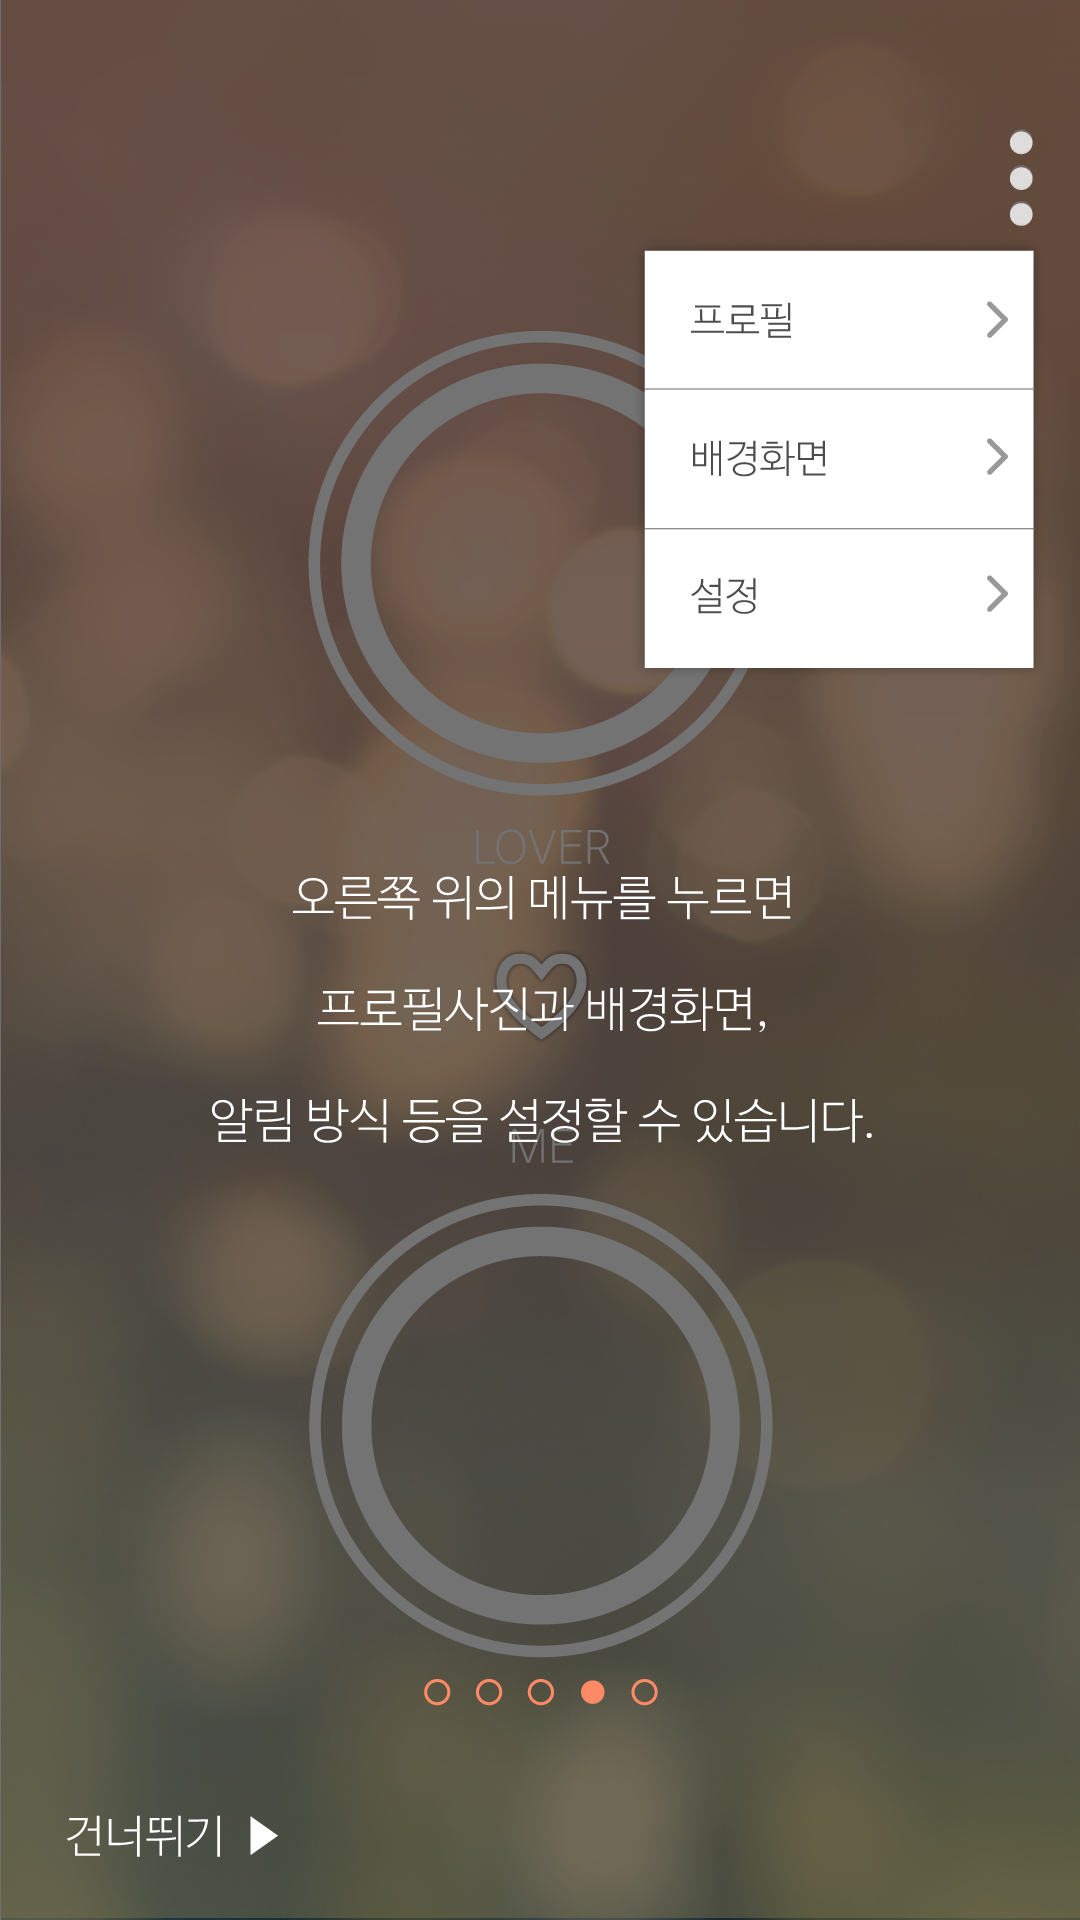 프로필
배경화면
설정
LOVER
오른쪽 위의 메뉴를 누르면
프로필사진과 배경화면,
알림 방식 등을 설정할 수 있습니다.
ME
건너뛰기